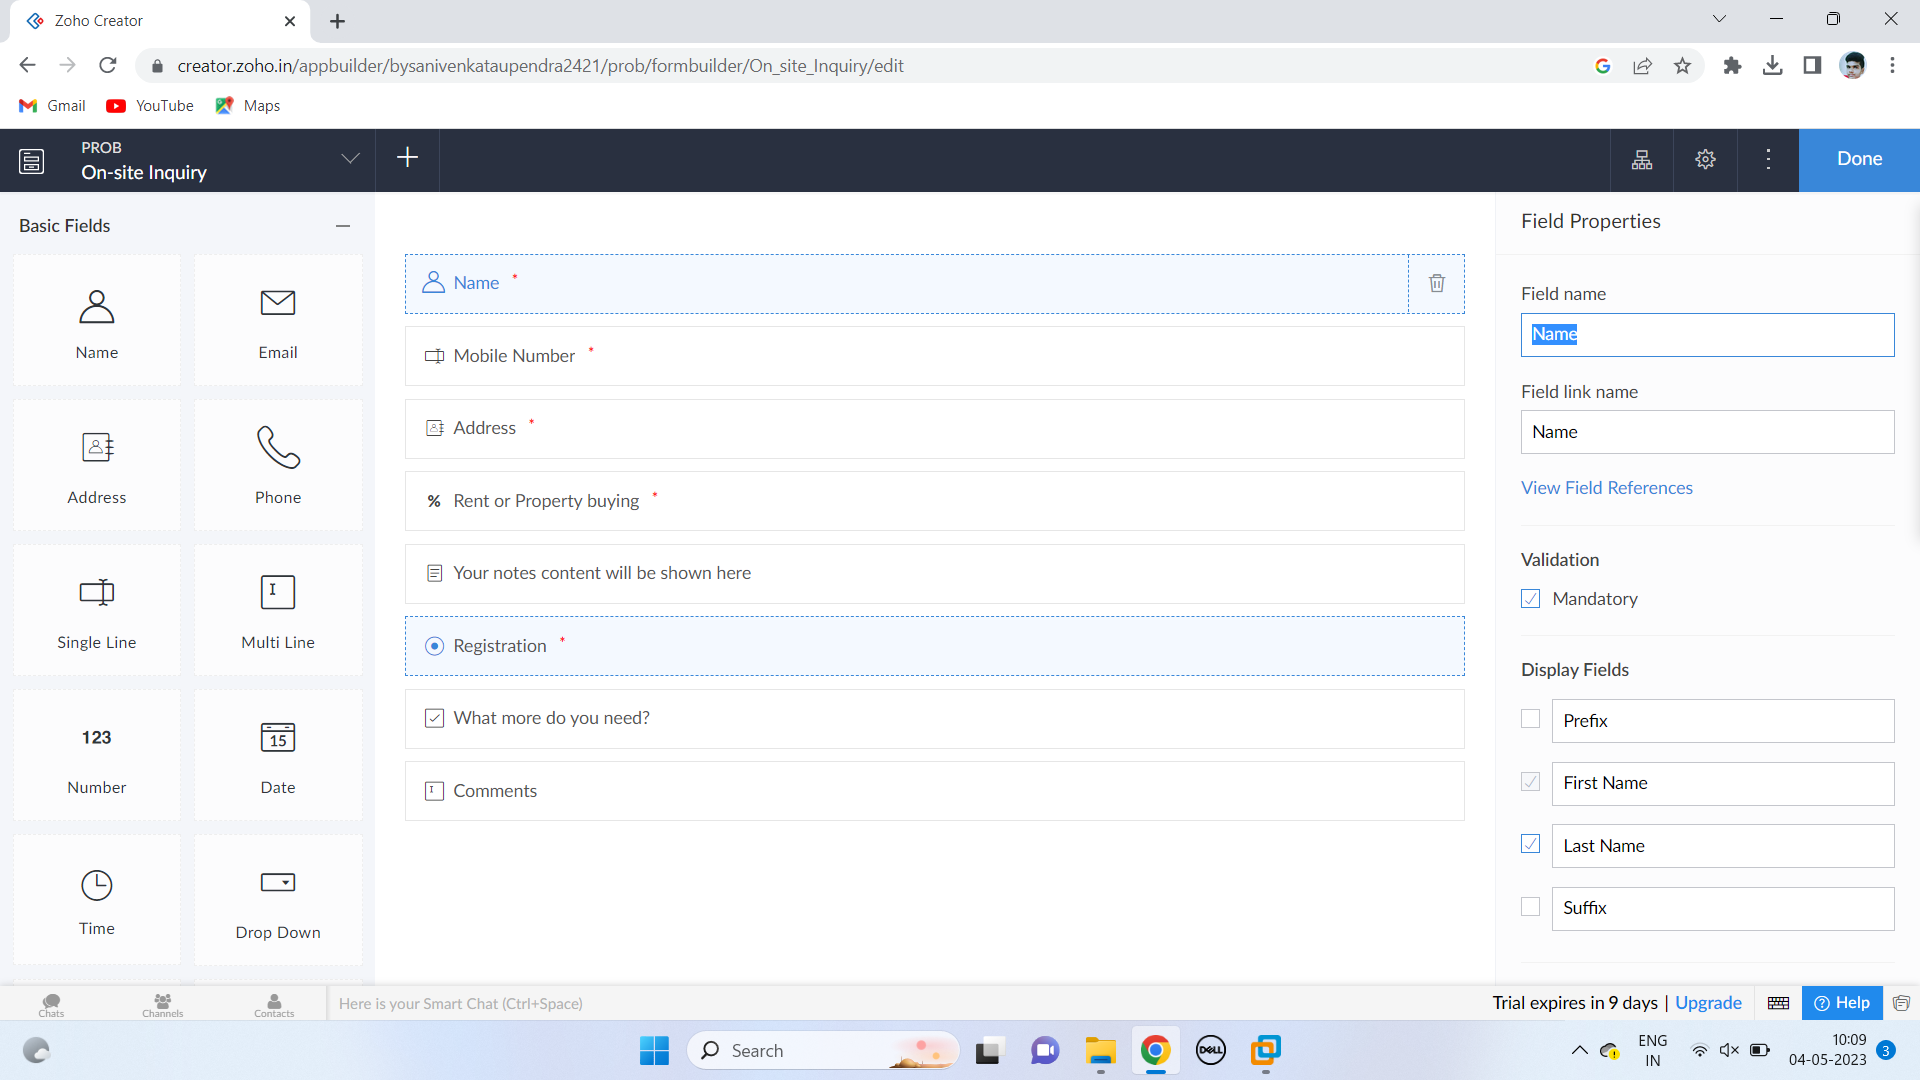 Zoho Creator
creator.zoho.in/appbuilder/bysanivenkataupendra2421/prob/formbuilder/On_site_Inquiry/edit
Gmail YouTube Maps
PROB
On-site Inquiry
Done
Basic Fields
Name Email
Address Phone
Single Line Multi Line
123 15
Number Date
Time Drop Down
Name *
Mobile Number *
Address *
% Rent or Property buying *
Your notes content will be shown here
Registration *
What more do you need?
Comments
Field Properties
Field name
Name
Field link name
Name
View Field References
Validation
Mandatory
Display Fields
Prefix
First Name
Last Name
Suffix
Chats Channels Contacts
Here is your Smart Chat (Ctrl+Space)
Trial expires in 9 days | Upgrade
Help
Search
DELL
ENG
IN
10:09
04-05-2023
3